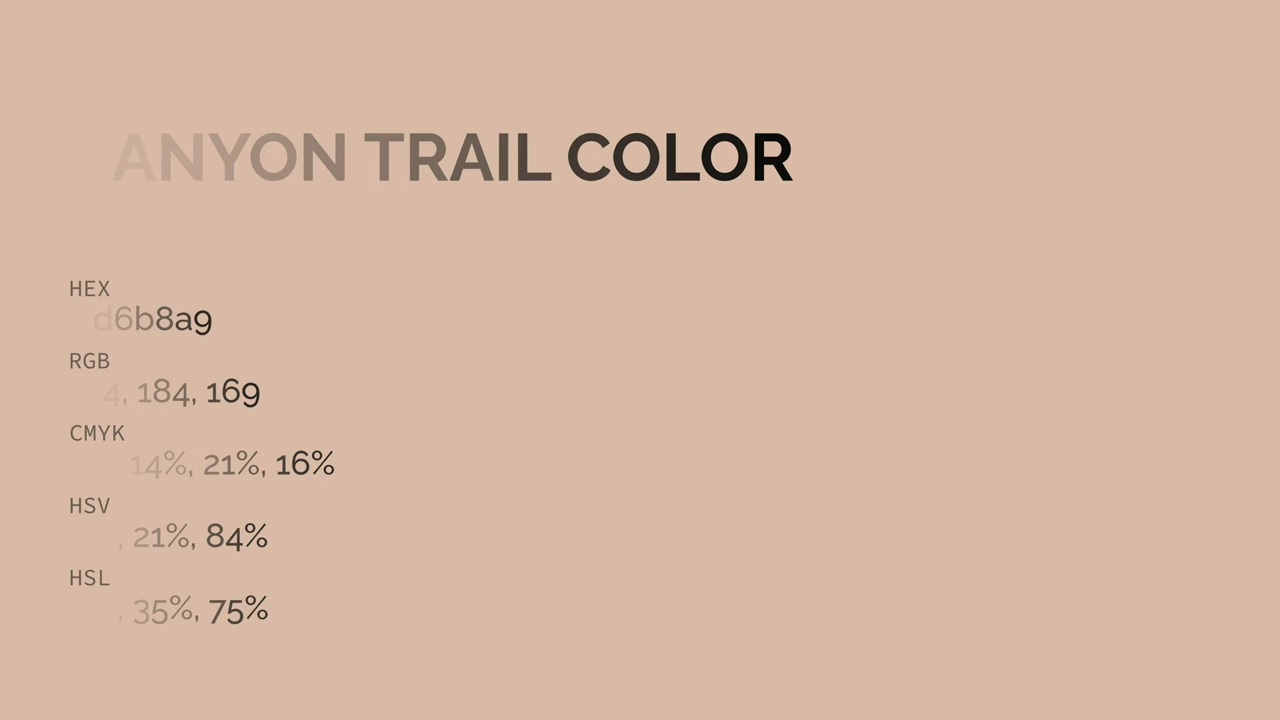 ANYON TRAIL COLOR
HEX
d6b8a9
RGB
4, 184, 169
CMYK
14%, 21%, 16%
HSV
, 21%, 84%
HSL
, 35%, 75%